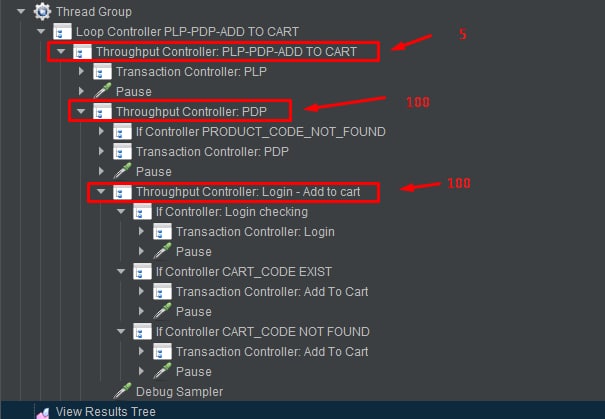 Thread Group
Loop Controller PLP-PDP-ADD TO CART
Throughput Controller: PLP-PDP-ADD TO CART
5
Transaction Controller: PLP
Pause
Throughput Controller: PDP
100
If Controller PRODUCT_CODE_NOT_FOUND
Transaction Controller: PDP
Pause
Throughput Controller: Login - Add to cart
100
If Controller: Login checking
Transaction Controller: Login
Pause
If Controller CART_CODE EXIST
Transaction Controller: Add To Cart
Pause
If Controller CART_CODE NOT FOUND
Transaction Controller: Add To Cart
Pause
Debug Sampler
View Results Tree